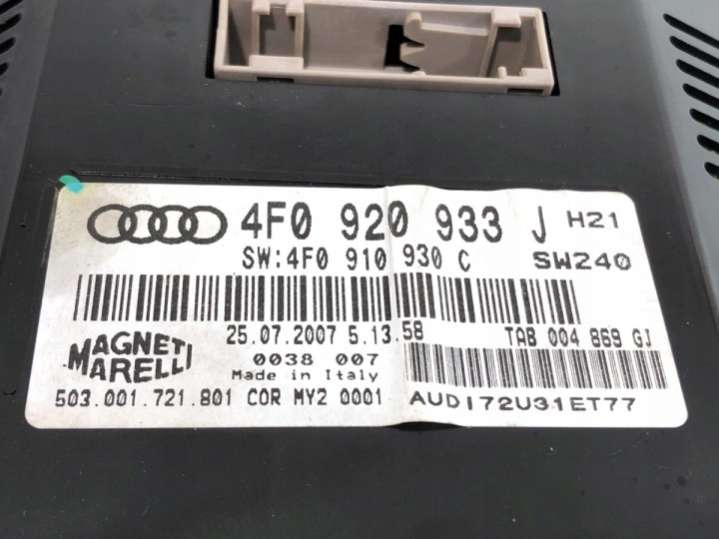 4F0 920 933 J H21
SW:4F0 910 930 C SW240
25.07.2007 5.13.58 TAB 004 869 GJ
MAGNETI MARELLI
0038 007
Made in Italy
503.001.721.801 COR MY2 0001 AUDI72U31ET77